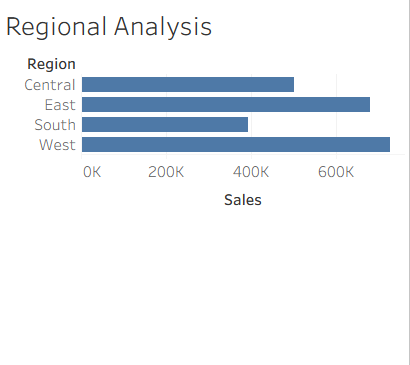 Regional Analysis
Region
Central
East
South
West
0K 200K 400K 600K
Sales